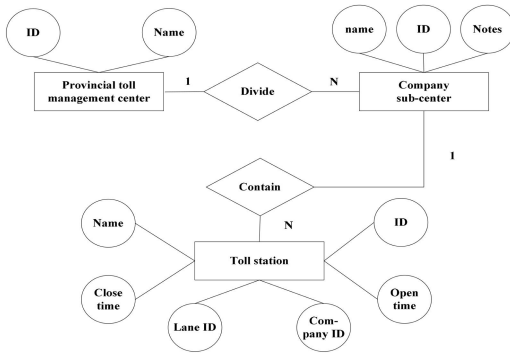 ID
Name
name
ID
Notes
Provincial toll
management center
1
Divide
N
Company
sub-center
1
Contain
N
Name
ID
Toll station
Close
time
Open
time
Lane ID
Com-
pany ID